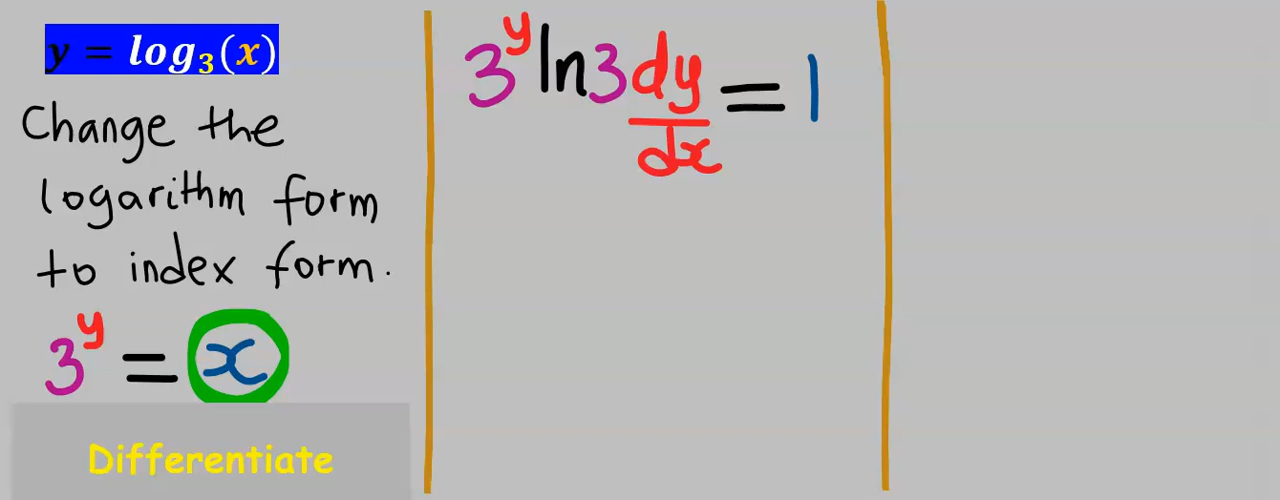 y = log₃(x)
Change the
logarithm form
to index form.
3^y = x
Differentiate
3^y ln3 dy/dx = 1